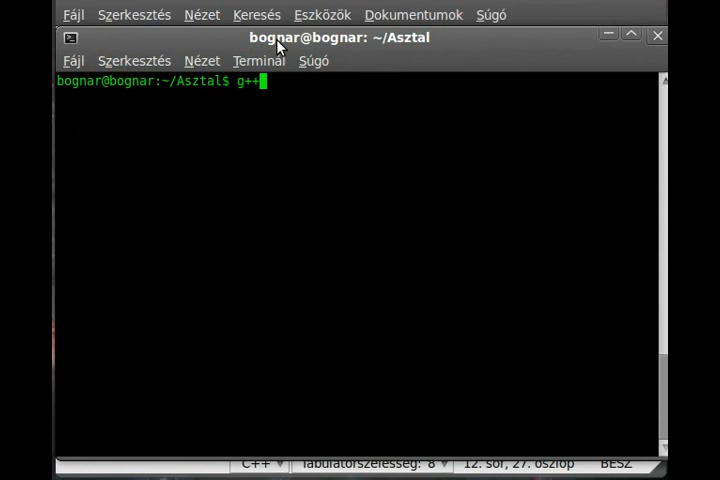 Fájl Szerkesztés Nézet Keresés Eszközök Dokumentumok Súgó
bognar@bognar: ~/Asztal
Fájl Szerkesztés Nézet Terminál Súgó
bognar@bognar:~/Asztal$ g++
C++ Tabulátorszélesség: 8 12. sor, 27. oszlop BESZ